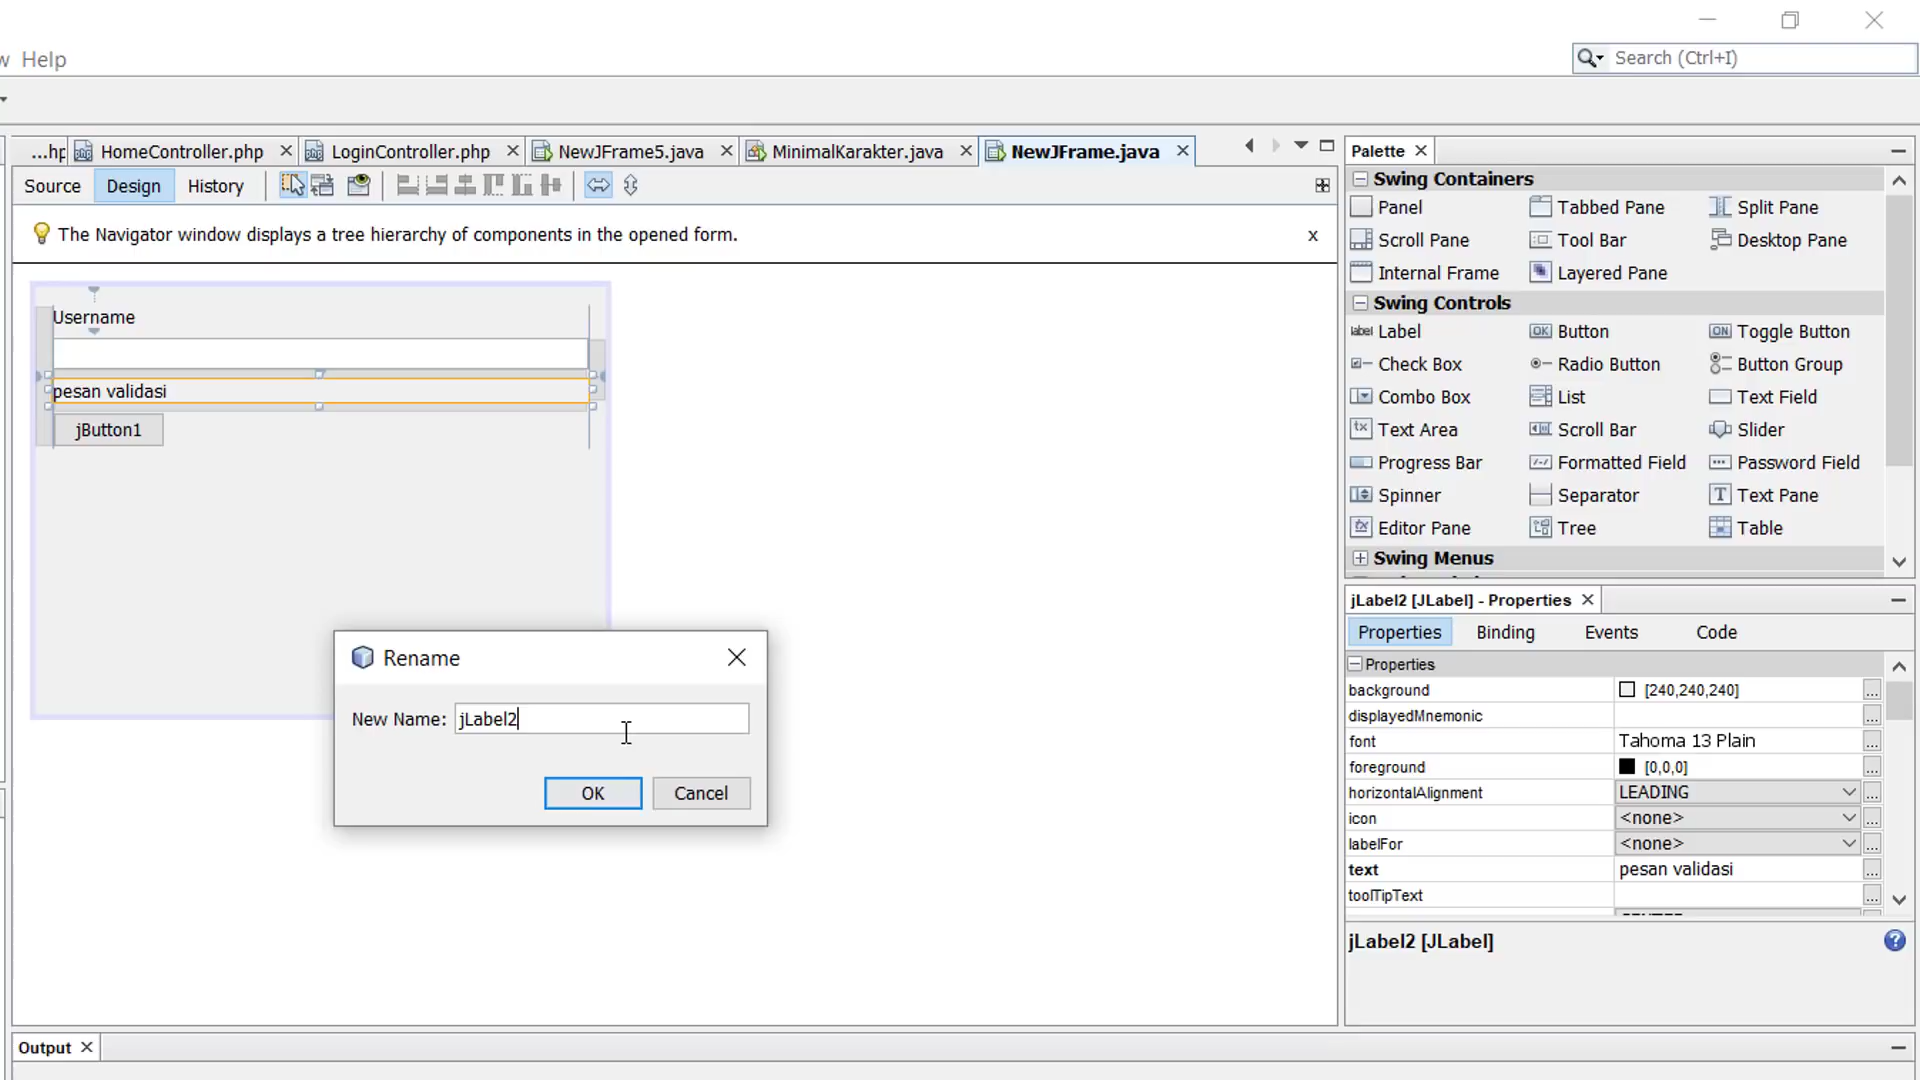 Help
Search (Ctrl+I)
...hp HomeController.php LoginController.php NewJFrame5.java MinimalKarakter.java NewJFrame.java
Source Design History
The Navigator window displays a tree hierarchy of components in the opened form. x
Username
pesan validasi
jButton1
Rename
New Name: jLabel2
OK Cancel
Palette
Swing Containers
Panel Tabbed Pane Split Pane
Scroll Pane Tool Bar Desktop Pane
Internal Frame Layered Pane
Swing Controls
label Label OK Button ON Toggle Button
Check Box Radio Button Button Group
Combo Box List Text Field
Text Area Scroll Bar Slider
Progress Bar Formatted Field Password Field
Spinner Separator Text Pane
Editor Pane Tree Table
Swing Menus
jLabel2 [JLabel] - Properties
Properties Binding Events Code
Properties
background [240,240,240] ...
displayedMnemonic ...
font Tahoma 13 Plain ...
foreground [0,0,0] ...
horizontalAlignment LEADING ...
icon <none> ...
labelFor <none> ...
text pesan validasi ...
toolTipText ...
jLabel2 [JLabel]
Output